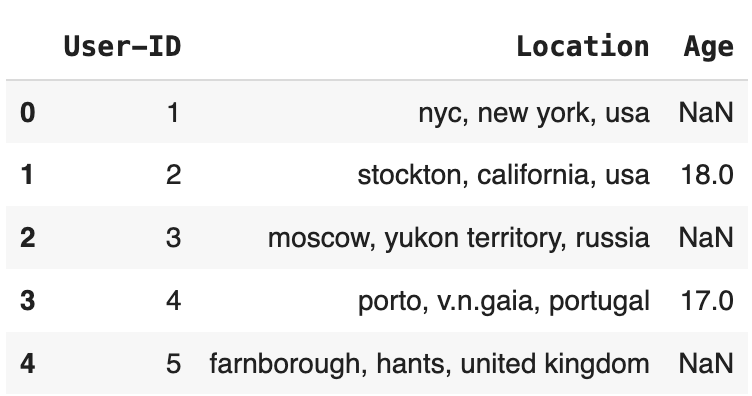 User-ID Location Age
0 1 nyc, new york, usa NaN
1 2 stockton, california, usa 18.0
2 3 moscow, yukon territory, russia NaN
3 4 porto, v.n.gaia, portugal 17.0
4 5 farnborough, hants, united kingdom NaN